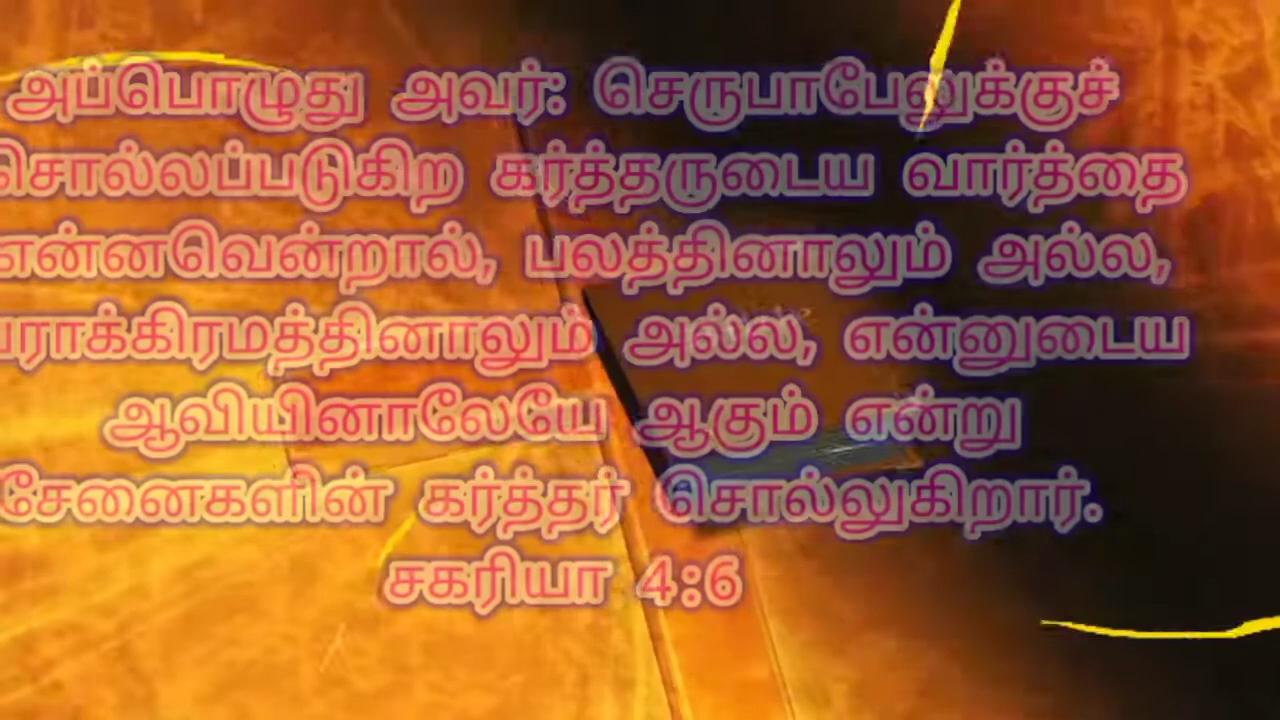 அப்பொழுது அவர்: செருபாபேலுக்குச்
சொல்லப்படுகிற கர்த்தருடைய வார்த்தை
என்னவென்றால், பலத்தினாலும் அல்ல,
பராக்கிரமத்தினாலும் அல்ல, என்னுடைய
ஆவியினாலேயே ஆகும் என்று
சேனைகளின் கர்த்தர் சொல்லுகிறார்.
சகரியா 4:6